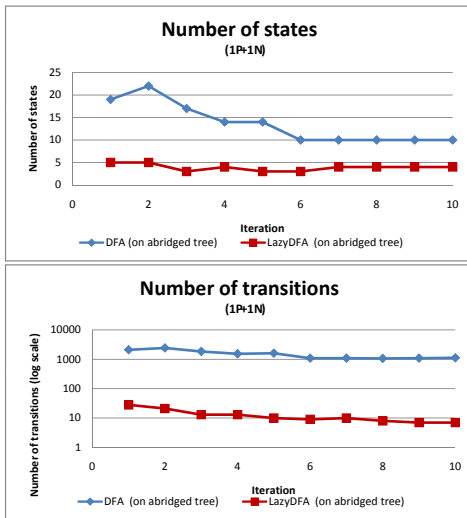 Number of states
(1P+1N)
Number of states
25
20
15
10
5
0
0 2 4 6 8 10
Iteration
DFA (on abridged tree) LazyDFA (on abridged tree)
Number of transitions
(1P+1N)
Number of transitions (log scale)
10000
1000
100
10
1
0 2 4 6 8 10
Iteration
DFA (on abridged tree) LazyDFA (on abridged tree)